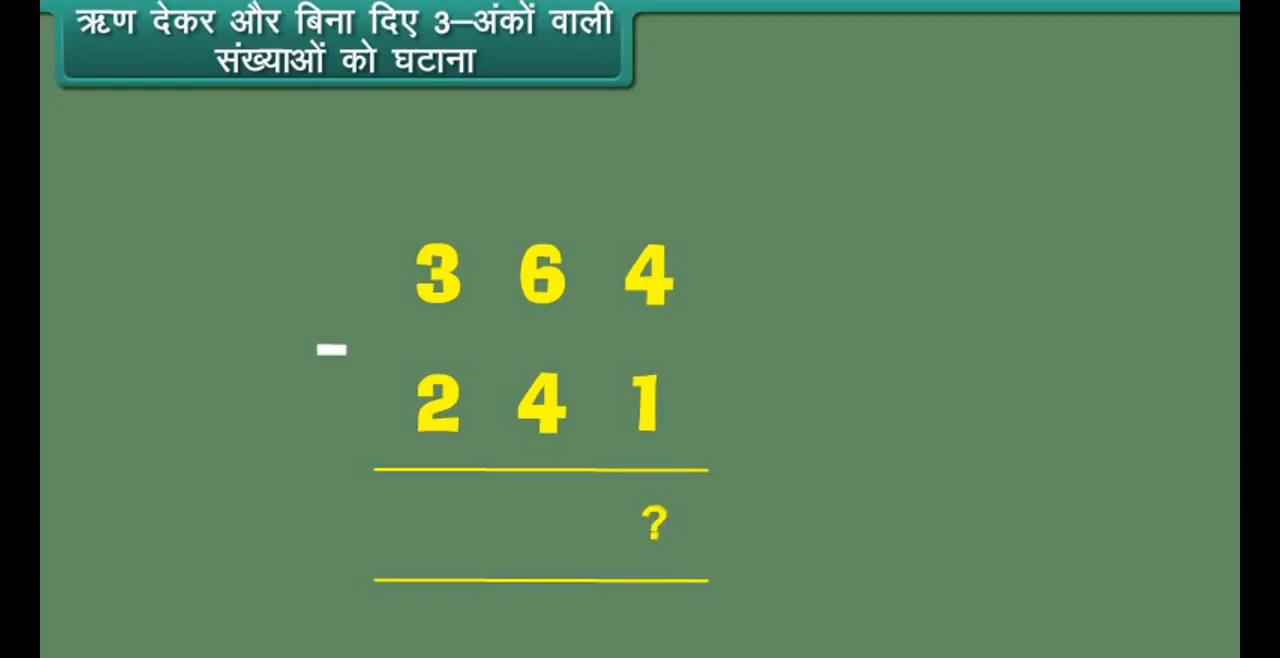 ऋण देकर और बिना दिए 3–अंकों वाली
संख्याओं को घटाना
3 6 4
-
2 4 1
?